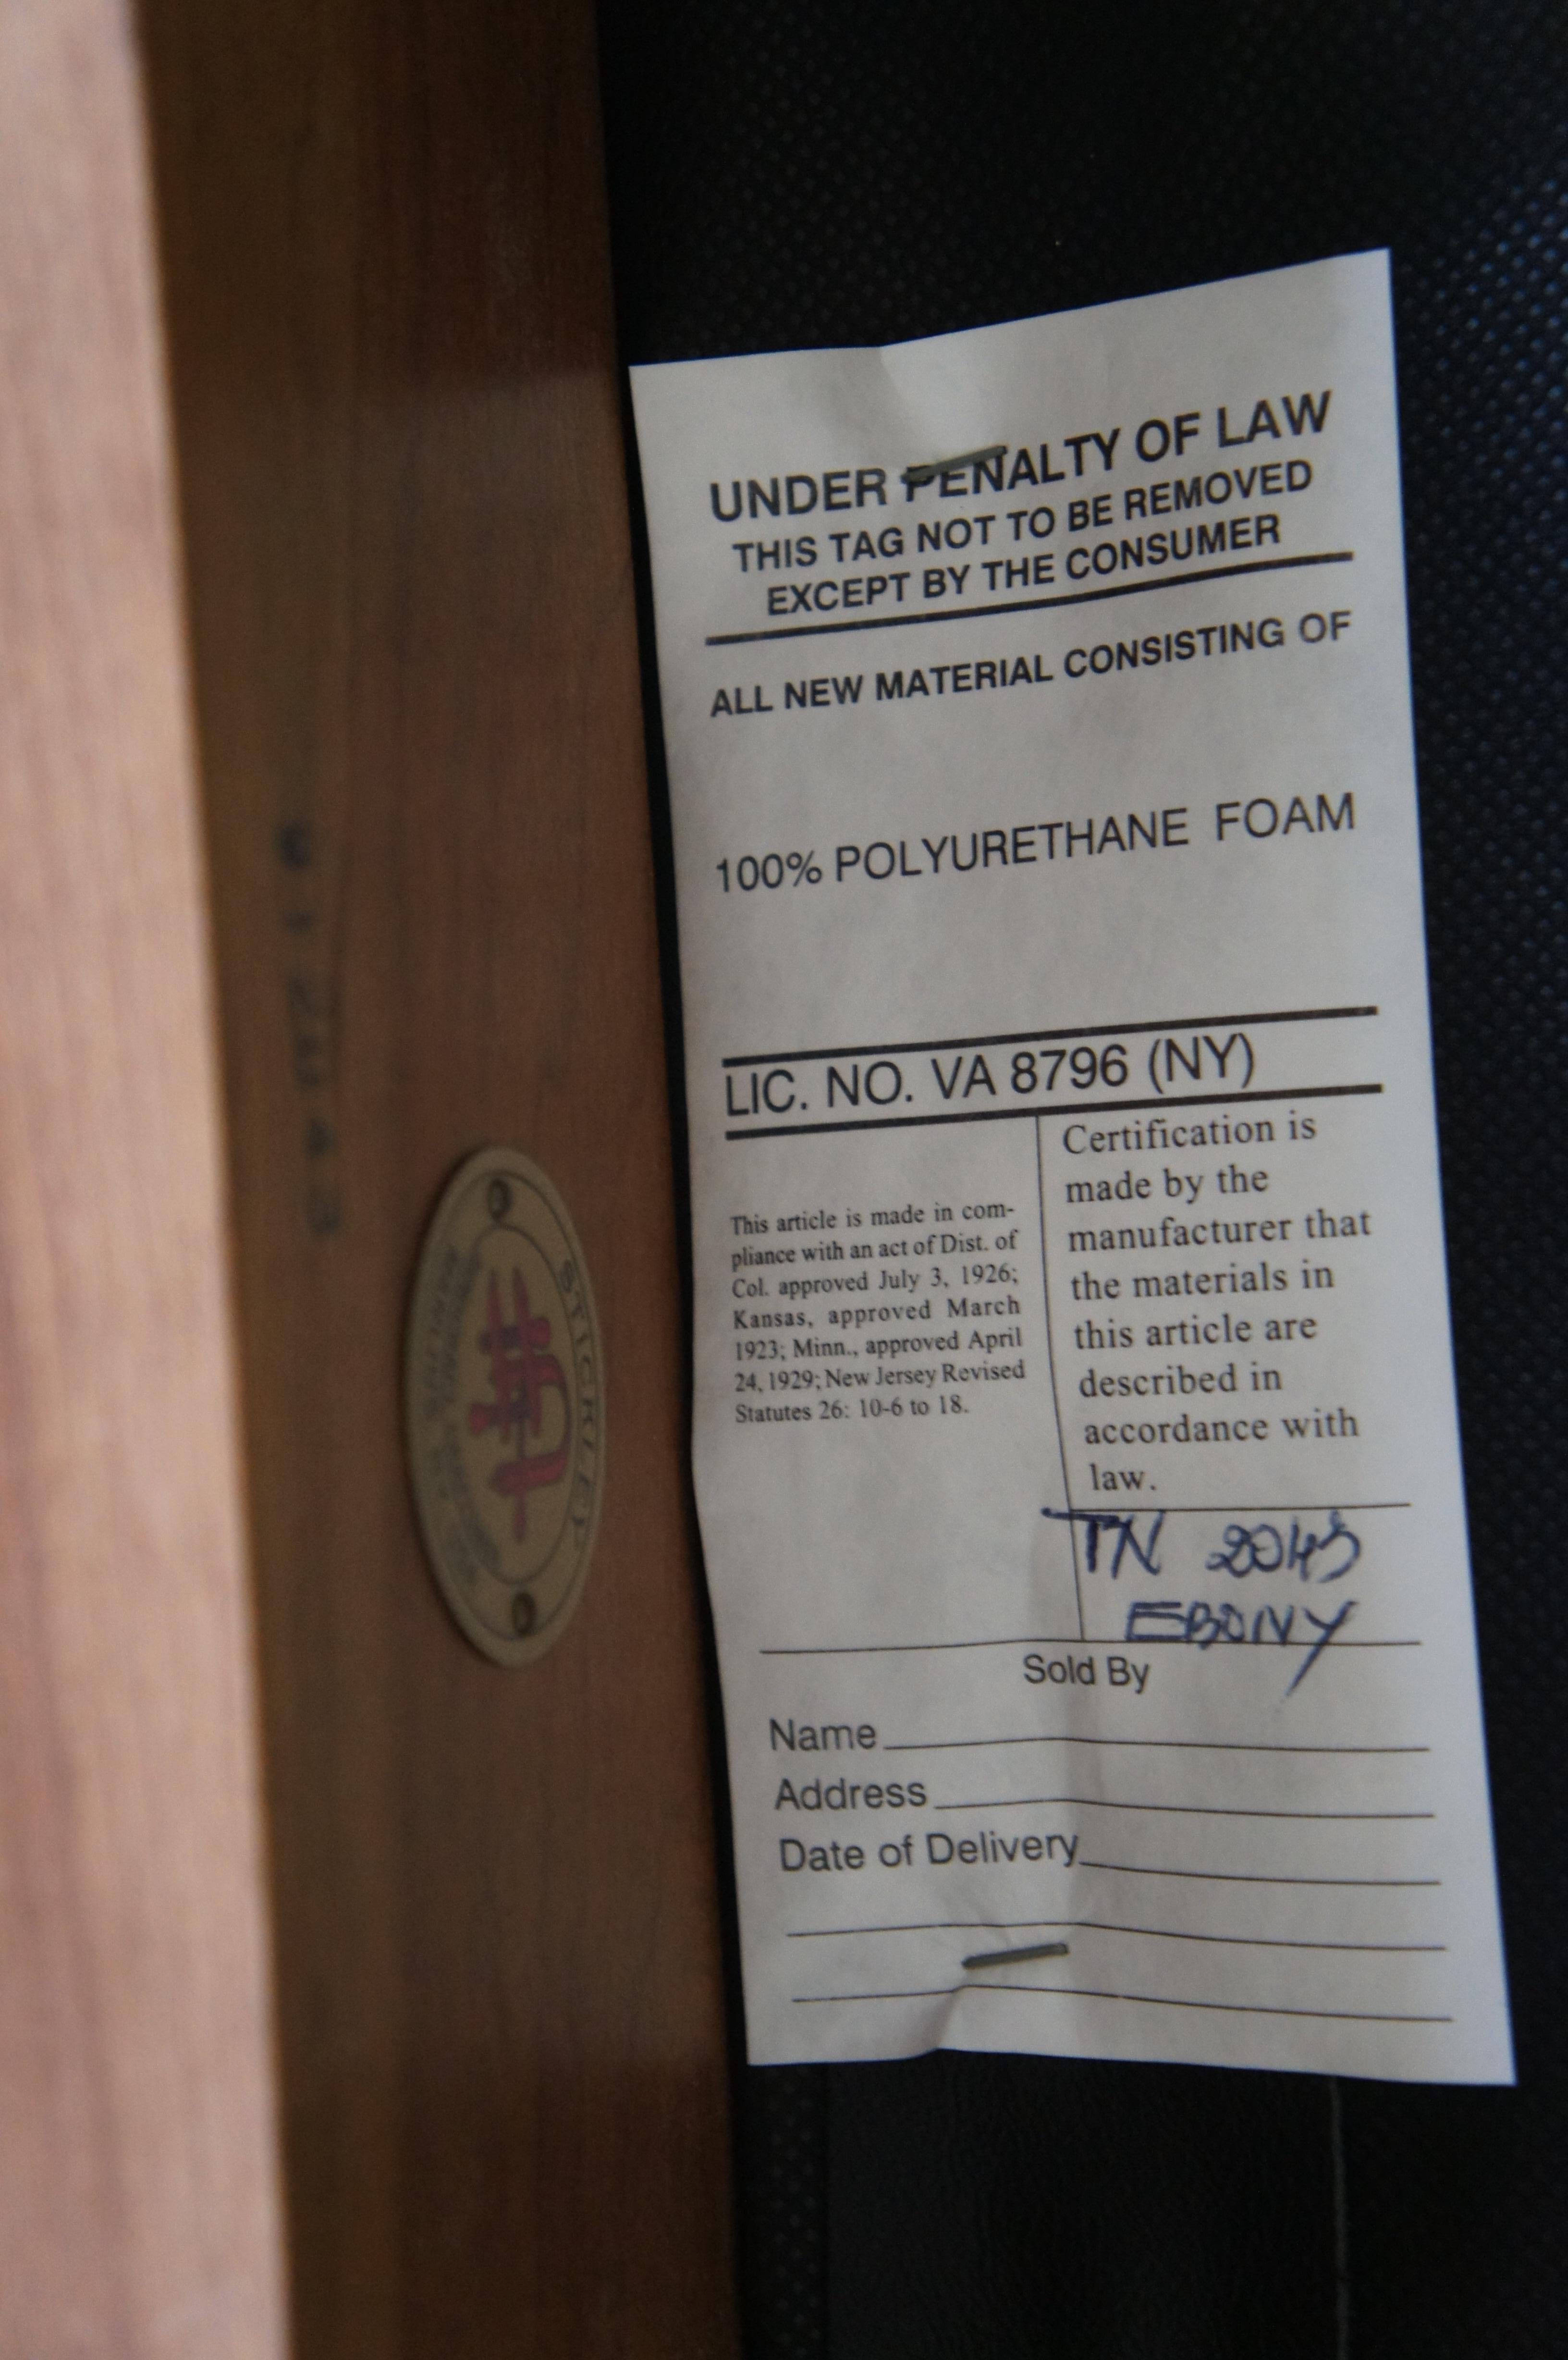 UNDER PENALTY OF LAW
THIS TAG NOT TO BE REMOVED
EXCEPT BY THE CONSUMER
ALL NEW MATERIAL CONSISTING OF
100% POLYURETHANE FOAM
LIC. NO. VA 8796 (NY)
This article is made in com-
pliance with an act of Dist. of
Col. approved July 3, 1926;
Kansas, approved March
1923; Minn., approved April
24, 1929; New Jersey Revised
Statutes 26: 10-6 to 18.
Certification is
made by the
manufacturer that
the materials in
this article are
described in
accordance with
law.
TN 2045
EBONY
Sold By
Name
Address
Date of Delivery
STICKLEY